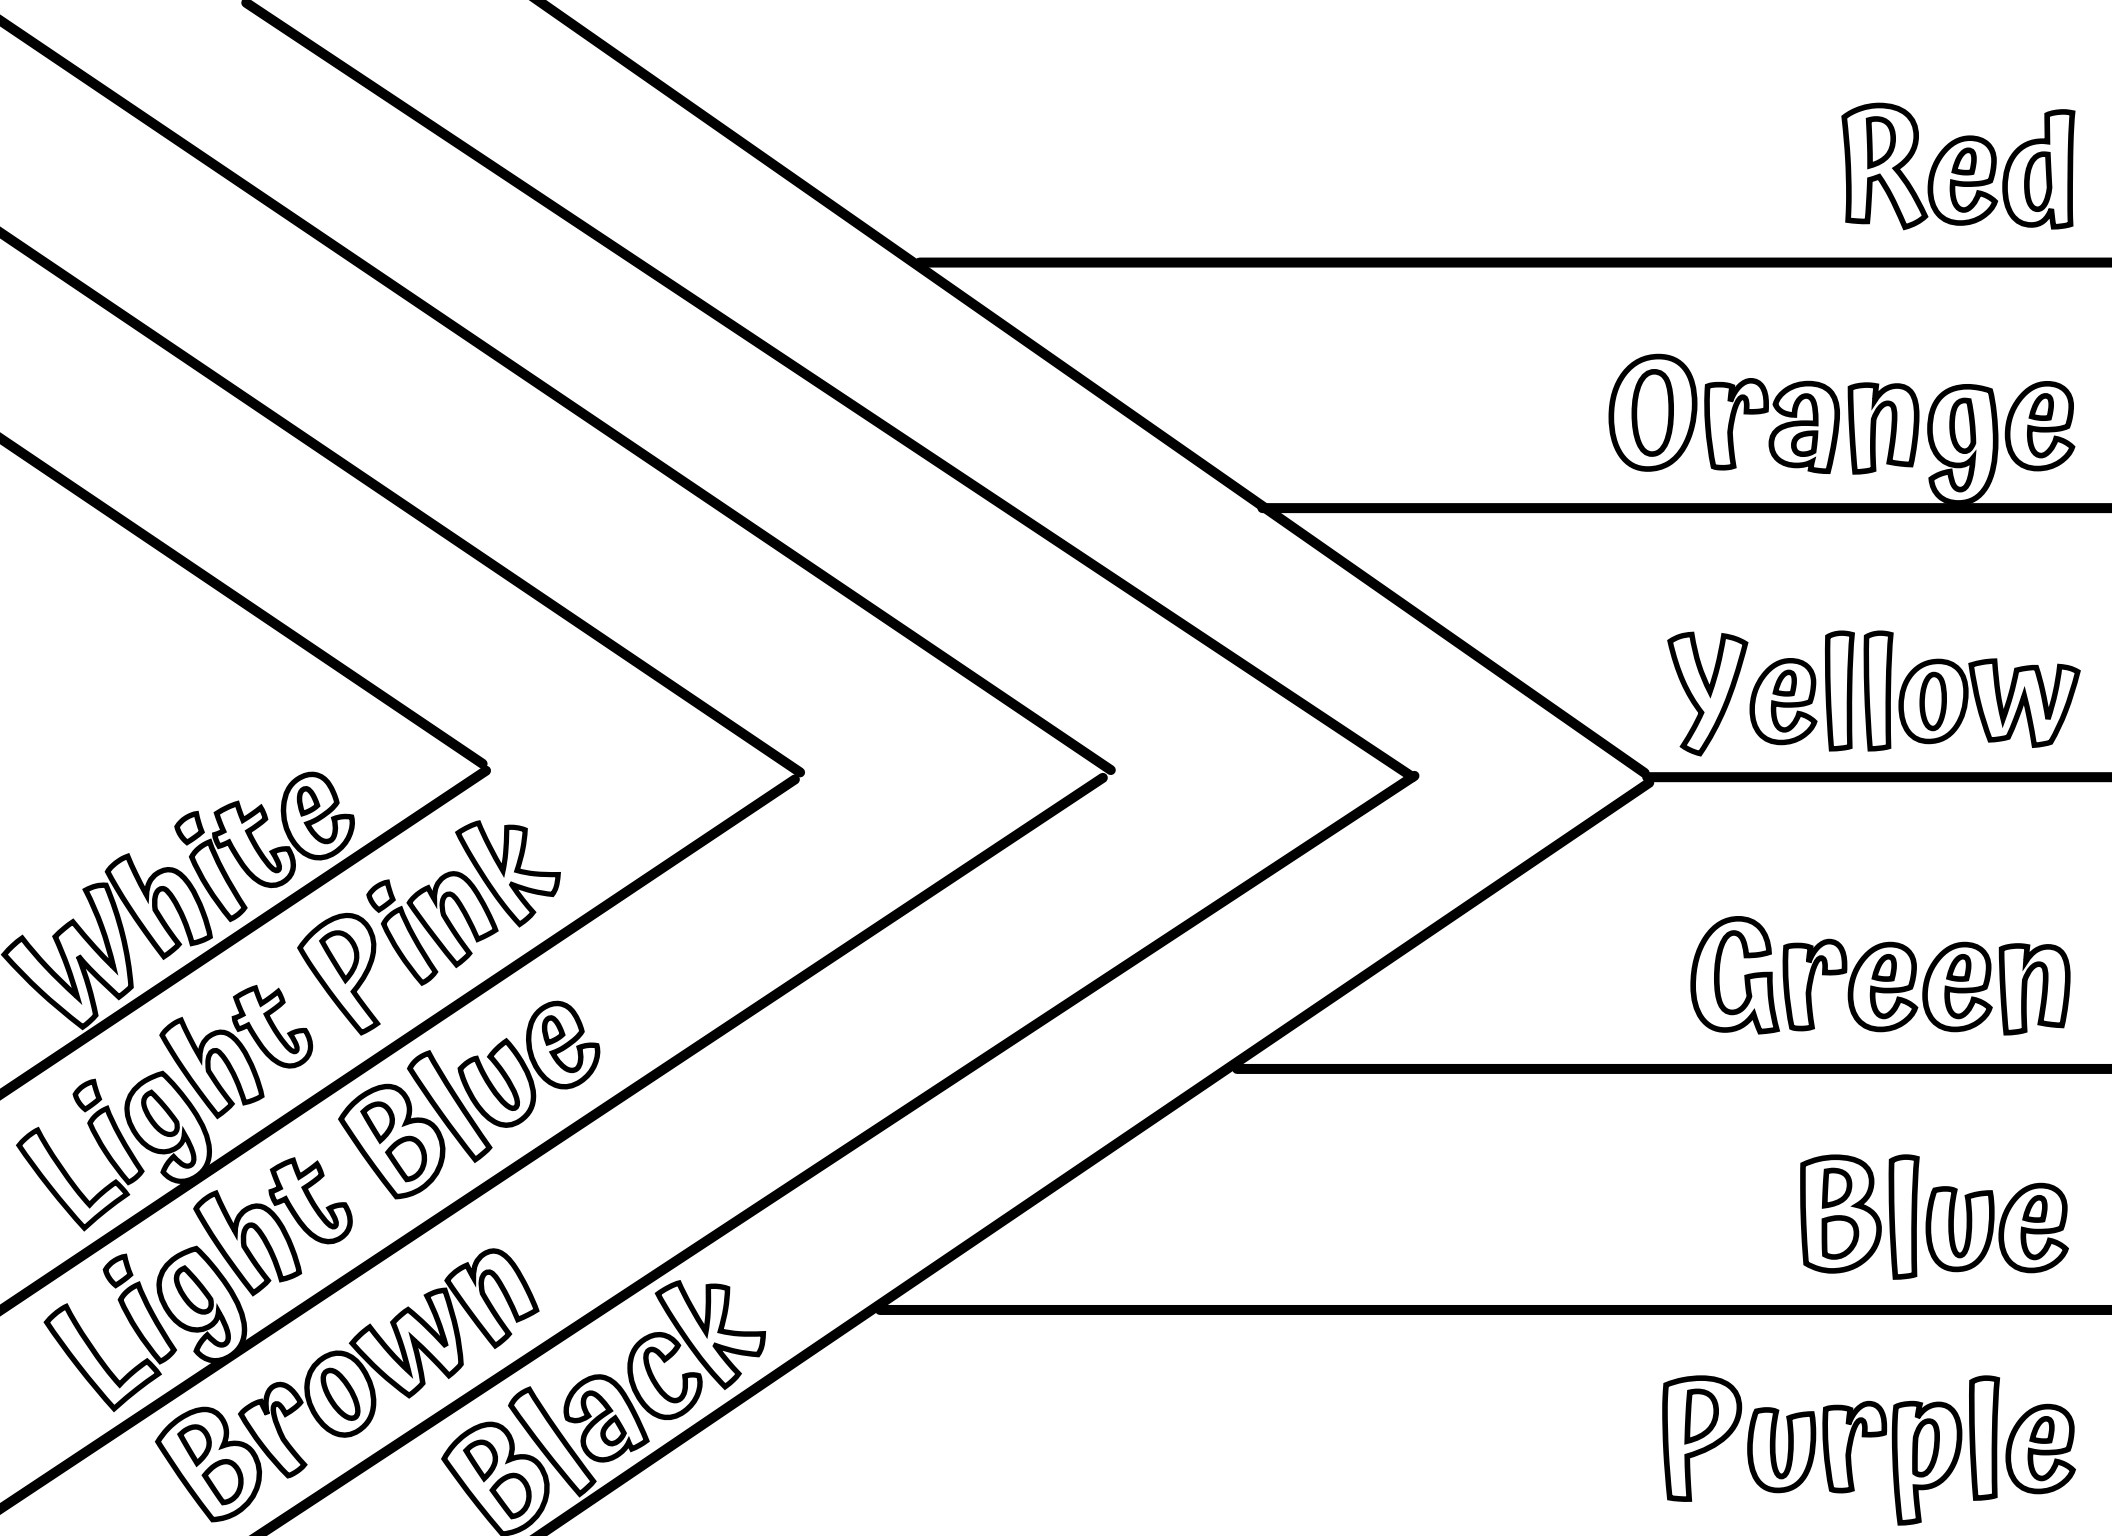 Red
Orange
Yellow
Green
Blue
Purple
White
Light Pink
Light Blue
Brown
Black